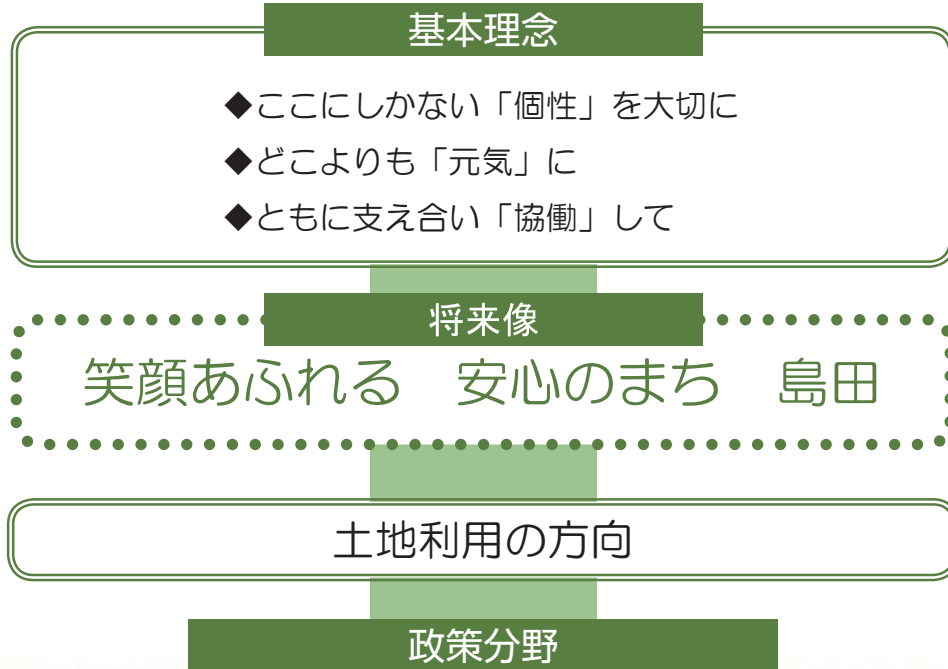 基本理念
◆ここにしかない「個性」を大切に
◆どこよりも「元気」に
◆ともに支え合い「協働」して
将来像
笑顔あふれる　安心のまち　島田
土地利用の方向
政策分野